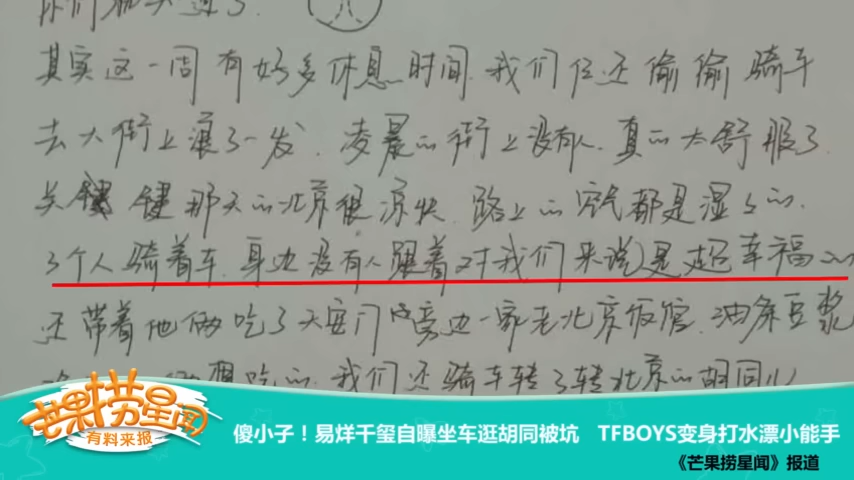 其实这一周有好多休息时间.我们仨还偷偷骑车
去大街上浪了一发.凌晨的街上没有人.真的太舒服了
关键 键那天的北京很凉快.路上的空气都是湿湿的.
3个人骑着车.身边没有人跟着对我们来说是超幸福的
还带着他俩吃了天安门旁边一家老北京饭馆.油条豆浆
想吃的.我们还骑车转了转北京的胡同儿
芒果捞星闻
有料来报
傻小子！易烊千玺自曝坐车逛胡同被坑 TFBOYS变身打水漂小能手
《芒果捞星闻》报道